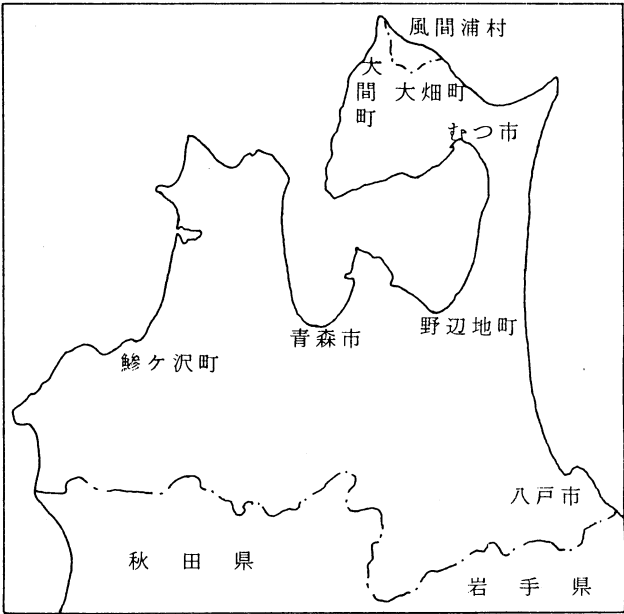 風間浦村
大間町
大畑町
むつ市
青森市
野辺地町
鰺ケ沢町
八戸市
秋田県
岩手県